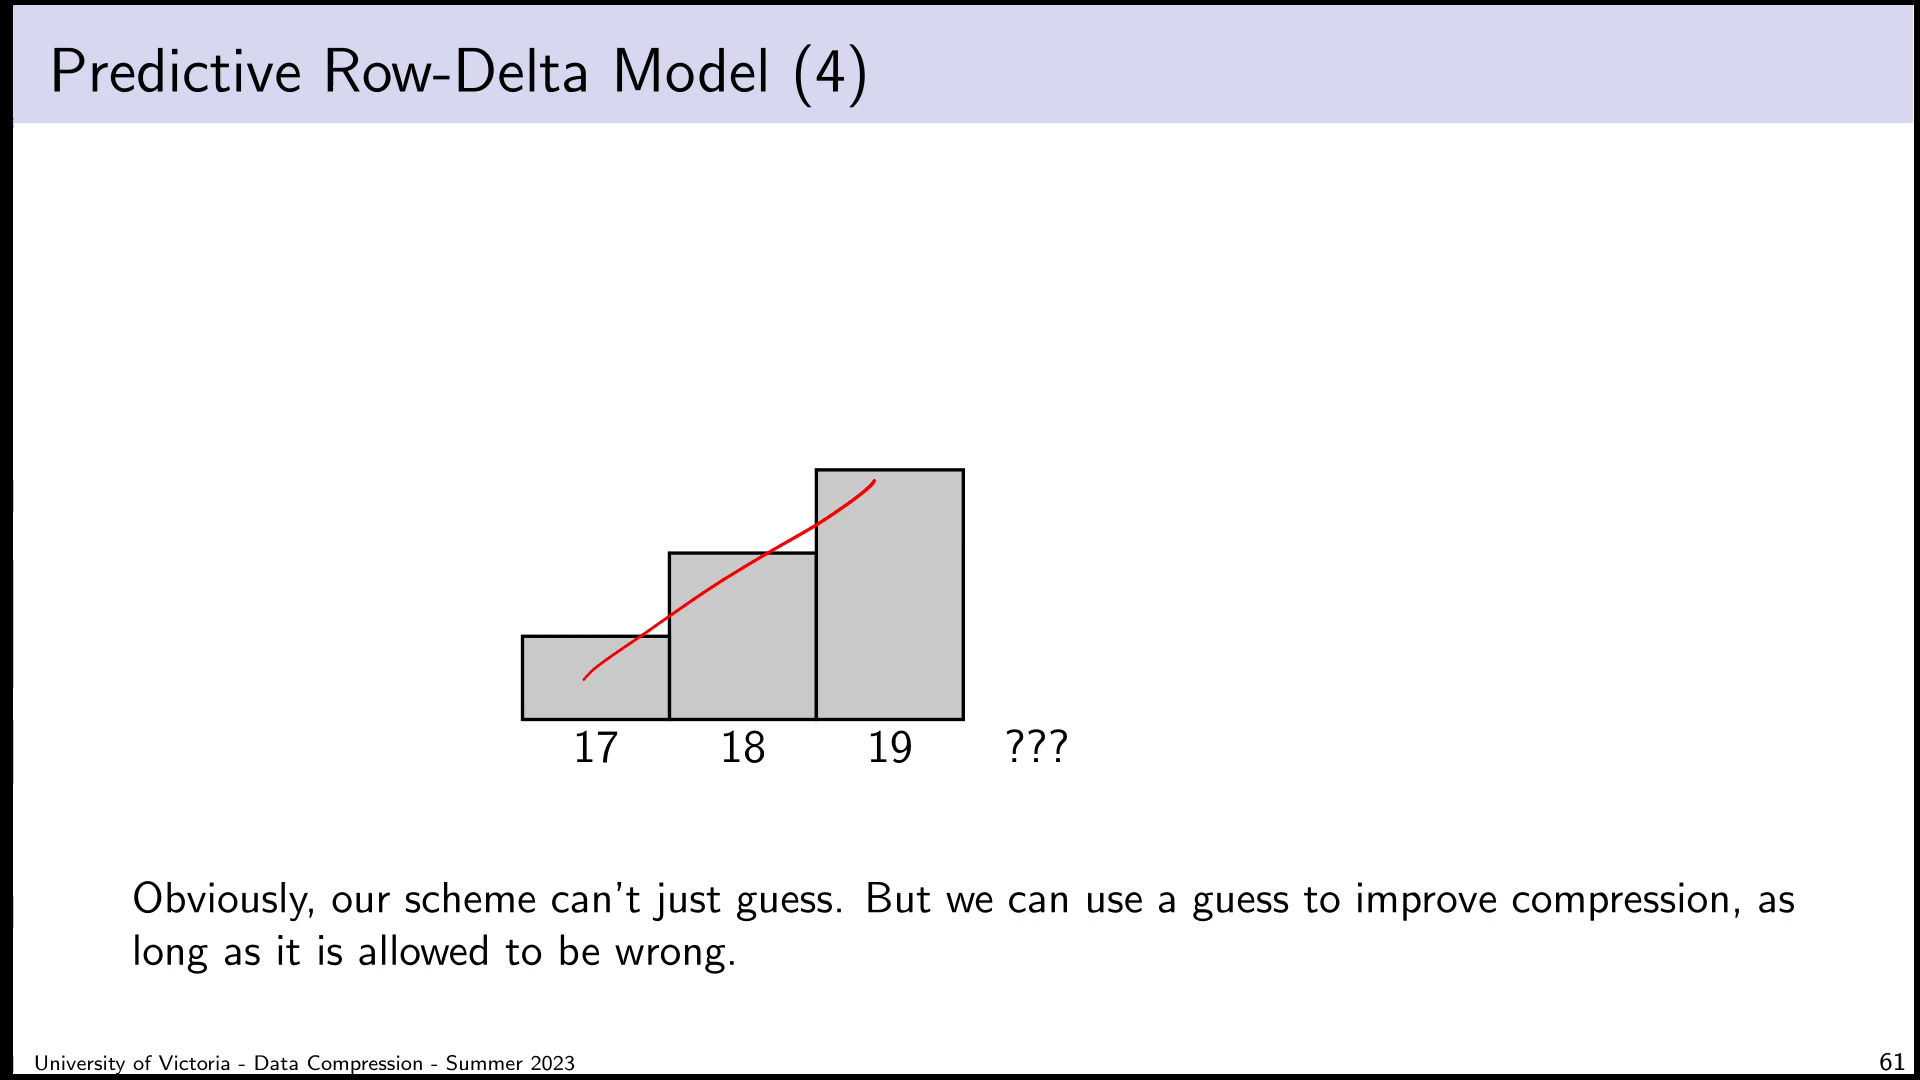 Predictive Row-Delta Model (4)
17 18 19 ???
Obviously, our scheme can't just guess. But we can use a guess to improve compression, as
long as it is allowed to be wrong.
University of Victoria - Data Compression - Summer 2023 61